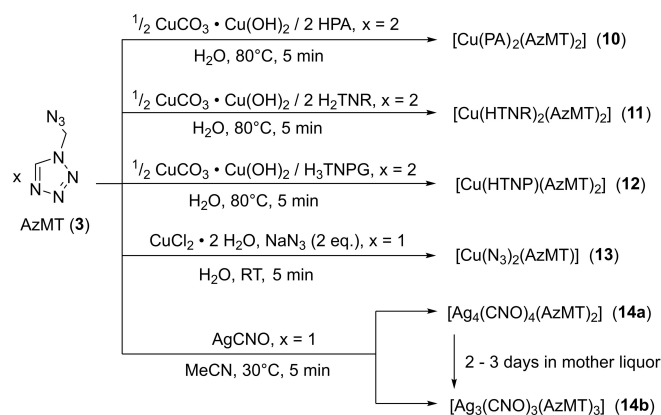 ½ CuCO₃ • Cu(OH)₂ / 2 HPA, x = 2
H₂O, 80°C, 5 min
[Cu(PA)₂(AzMT)₂] (10)
½ CuCO₃ • Cu(OH)₂ / 2 H₂TNR, x = 2
H₂O, 80°C, 5 min
[Cu(HTNR)₂(AzMT)₂] (11)
N₃
N
x
N
N
N
AzMT (3)
½ CuCO₃ • Cu(OH)₂ / H₃TNPG, x = 2
H₂O, 80°C, 5 min
[Cu(HTNP)(AzMT)₂] (12)
CuCl₂ • 2 H₂O, NaN₃ (2 eq.), x = 1
H₂O, RT, 5 min
[Cu(N₃)₂(AzMT)] (13)
AgCNO, x = 1
MeCN, 30°C, 5 min
[Ag₄(CNO)₄(AzMT)₂] (14a)
2 - 3 days in mother liquor
[Ag₃(CNO)₃(AzMT)₃] (14b)